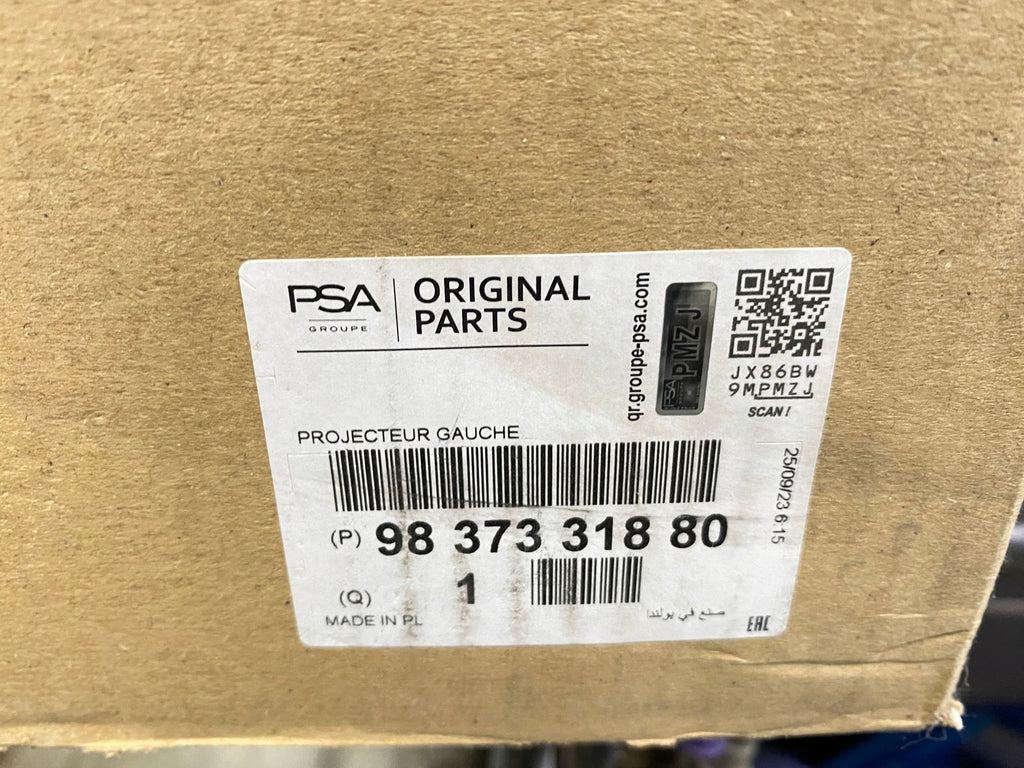 PSA
GROUPE
ORIGINAL
PARTS
qr.groupe-psa.com
PSA
PMZ J
JX86BW
9MPMZJ
SCAN!
PROJECTEUR GAUCHE
(P) 98 373 318 80
25/09/23 6:15
(Q) 1
MADE IN PL
صنع في بولندا
EAC